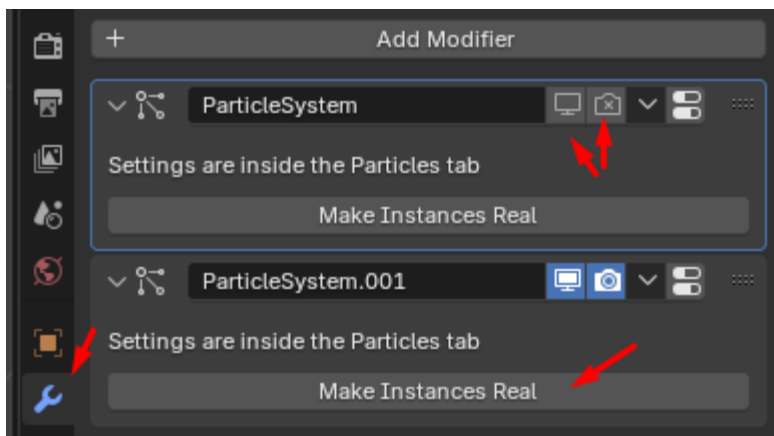 Add Modifier
ParticleSystem
Settings are inside the Particles tab
Make Instances Real
ParticleSystem.001
Settings are inside the Particles tab
Make Instances Real